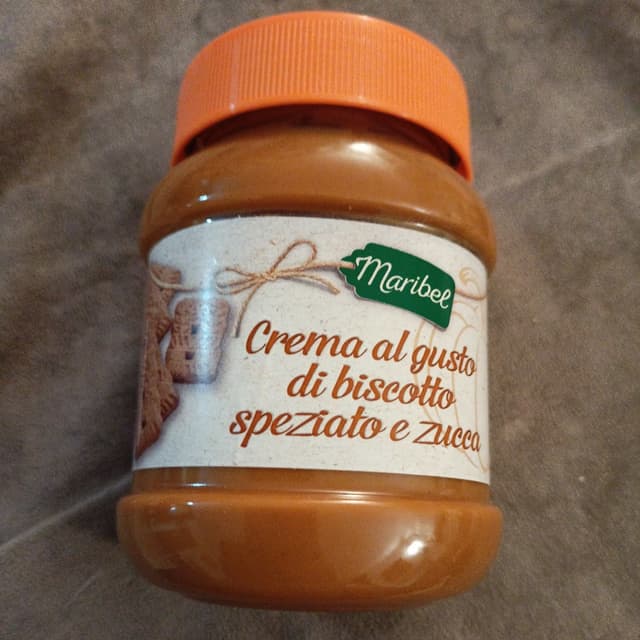 Maribel
Crema al gusto
di biscotto
speziato e zucca